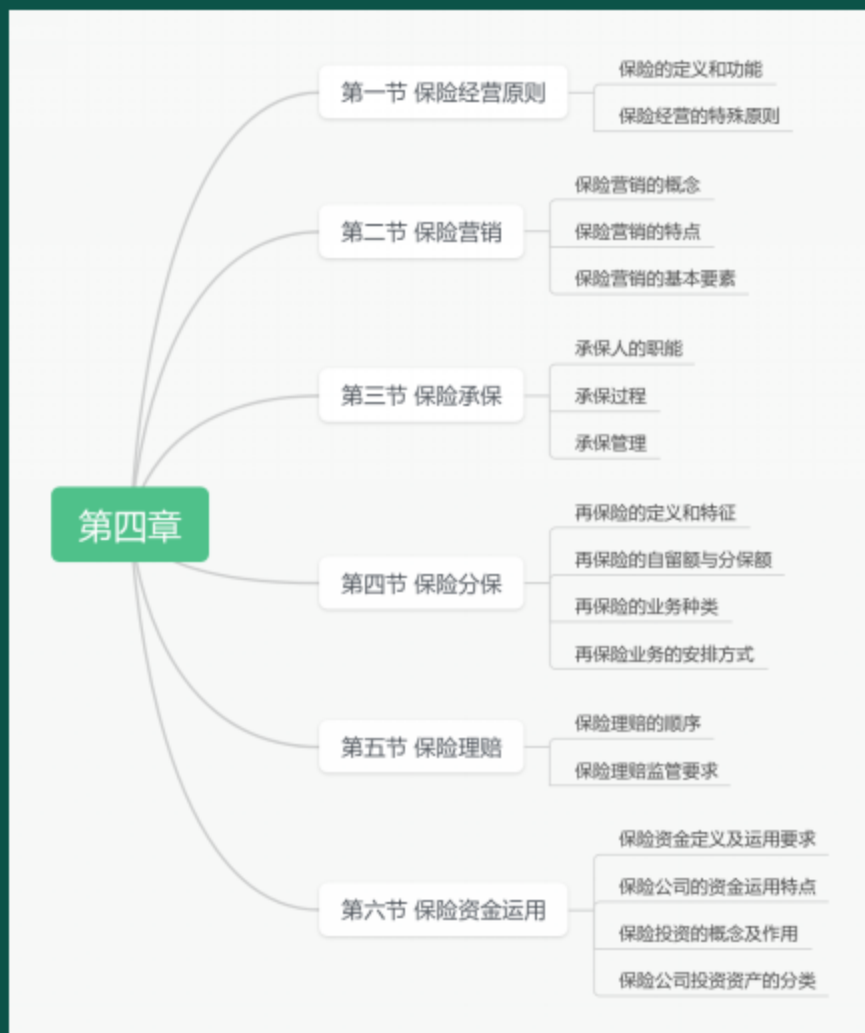 第四章
第一节 保险经营原则
保险的定义和功能
保险经营的特殊原则
第二节 保险营销
保险营销的概念
保险营销的特点
保险营销的基本要素
第三节 保险承保
承保人的职能
承保过程
承保管理
第四节 保险分保
再保险的定义和特征
再保险的自留额与分保额
再保险的业务种类
再保险业务的安排方式
第五节 保险理赔
保险理赔的顺序
保险理赔监管要求
第六节 保险资金运用
保险资金定义及运用要求
保险公司的资金运用特点
保险投资的概念及作用
保险公司投资资产的分类